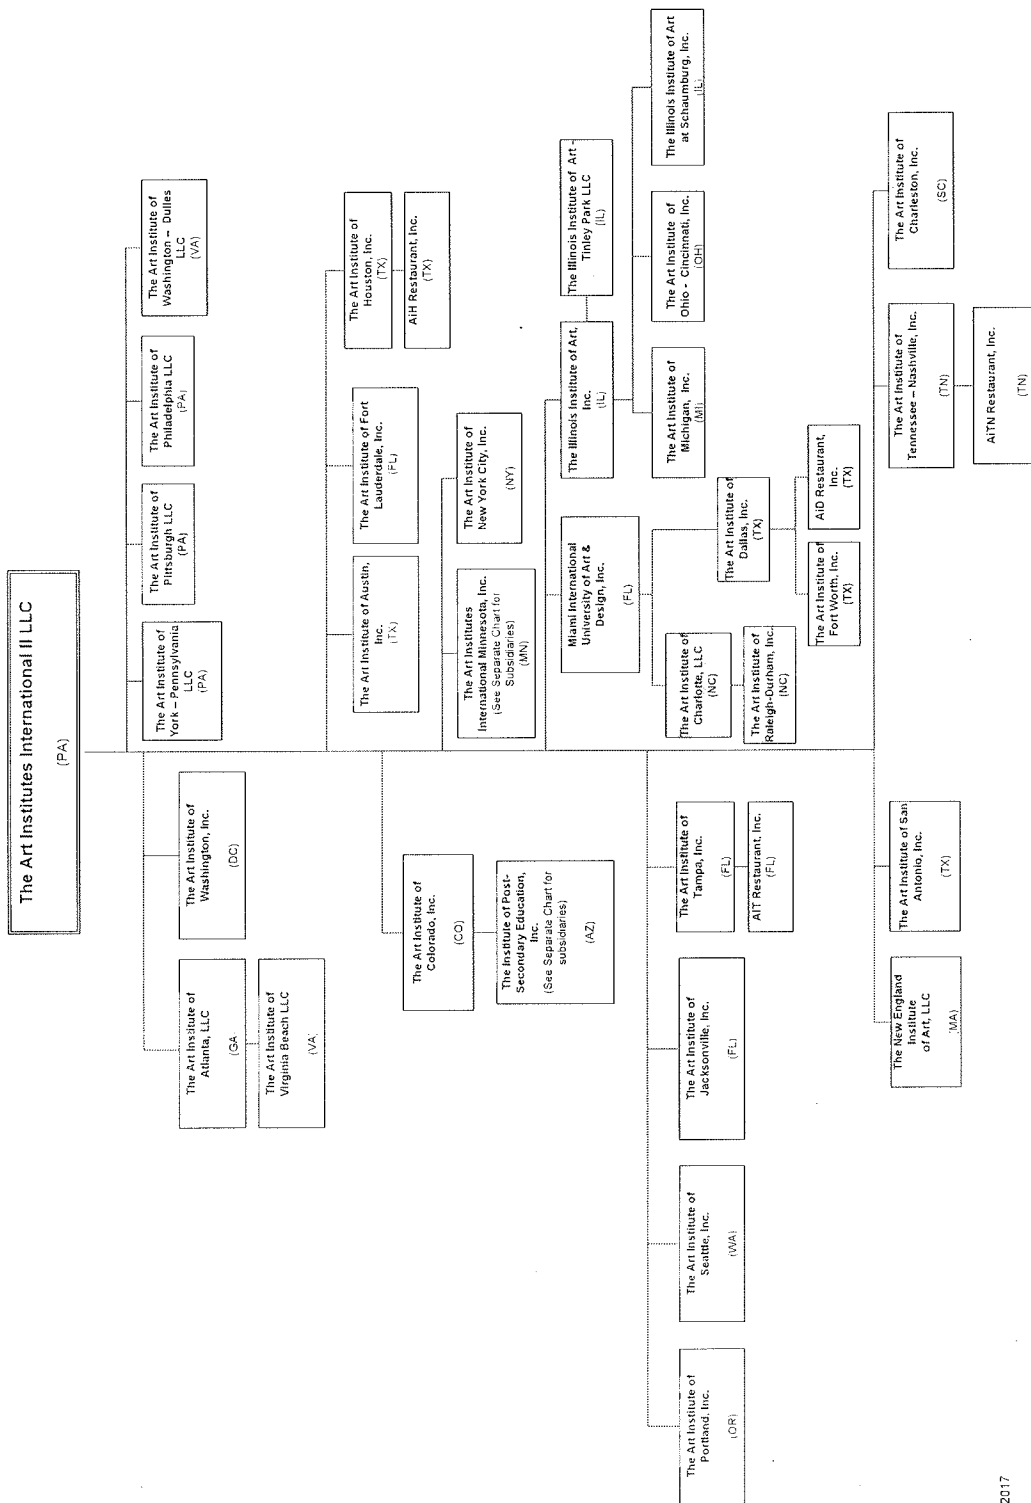 The Art Institutes International II LLC
(PA)
The Art Institute of
York – Pennsylvania
LLC
(PA)
The Art Institute of
Pittsburgh LLC
(PA)
The Art Institute of
Philadelphia LLC
(PA)
The Art Institute of
Washington – Dulles
LLC
(VA)
The Art Institute of
Atlanta, LLC
(GA
The Art Institute of
Virginia Beach LLC
(VA)
The Art Institute of
Washington, Inc.
(DC)
The Art Institute of Austin,
Inc.
(TX)
The Art Institute of Fort
Lauderdale, Inc.
(FL)
The Art Institute of
Houston, Inc.
(TX)
AiH Restaurant, Inc.
(TX)
The Art Institute of
Colorado, Inc.
(CO)
The Institute of Post-
Secondary Education,
Inc.
(See Separate Chart for
subsidiaries)
(AZ)
The Art Institutes
International Minnesota, Inc.
(See Separate Chart for
Subsidiaries)
(MN)
The Art Institute of
New York City, Inc.
(NY)
Miami International
University of Art &
Design, Inc.
(FL)
The Illinois Institute of Art,
Inc.
(IL)
The Illinois Institute of Art -
Tinley Park LLC
(IL)
The Art Institute of
Charlotte, LLC
(NC)
The Art Institute of
Raleigh-Durham, Inc.
(NC)
The Art Institute of
Dallas, Inc.
(TX)
The Art Institute of
Fort Worth, Inc.
(TX)
AiD Restaurant,
Inc.
(TX)
The Art Institute of
Michigan, Inc.
(MI)
The Art Institute of
Ohio - Cincinnati, Inc.
(OH)
The Illinois Institute of Art
at Schaumburg, Inc.
(IL)
The Art Institute of
Portland, Inc.
(OR)
The Art Institute of
Seattle, Inc.
(WA)
The Art Institute of
Jacksonville, Inc.
(FL)
The Art Institute of
Tampa, Inc.
(FL)
AIT Restaurant, Inc.
(FL)
The New England
Institute
of Art, LLC
(MA)
The Art Institute of San
Antonio, Inc.
(TX)
The Art Institute of
Tennessee – Nashville, Inc.
(TN)
AiTN Restaurant, Inc.
(TN)
The Art Institute of
Charleston, Inc.
(SC)
2017